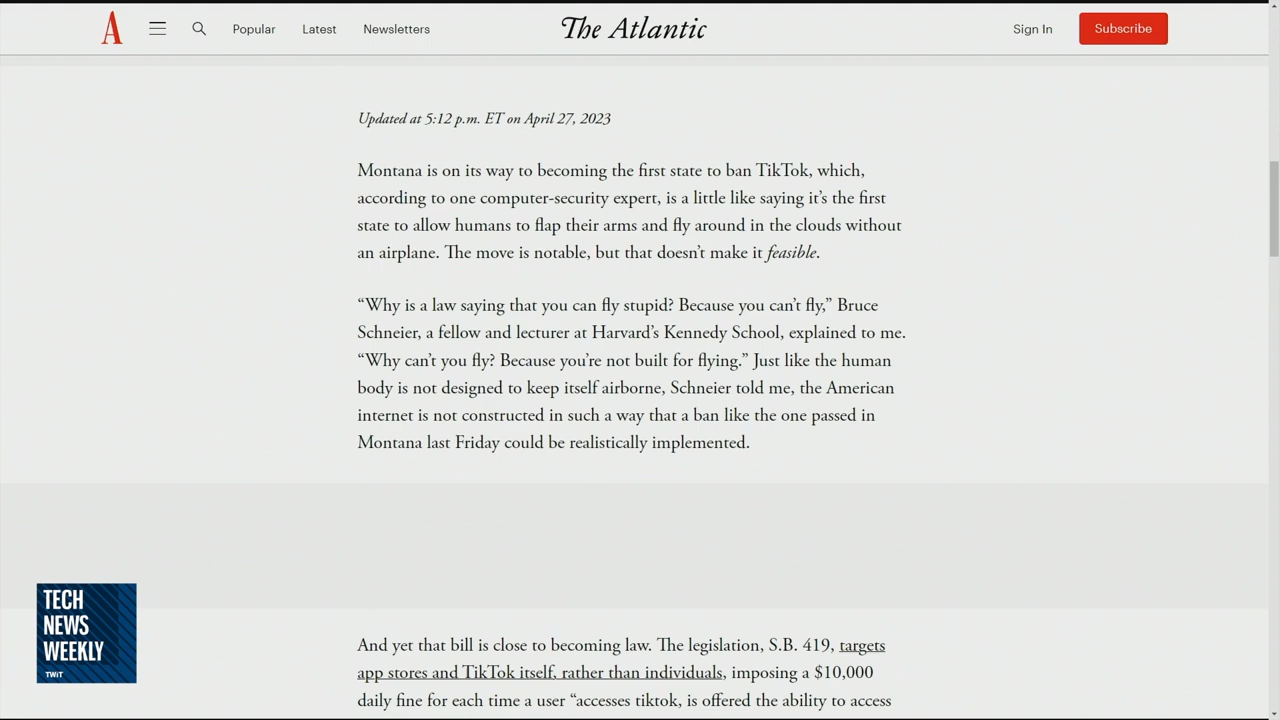 A Popular Latest Newsletters The Atlantic Sign In Subscribe
Updated at 5:12 p.m. ET on April 27, 2023
Montana is on its way to becoming the first state to ban TikTok, which,
according to one computer-security expert, is a little like saying it’s the first
state to allow humans to flap their arms and fly around in the clouds without
an airplane. The move is notable, but that doesn’t make it feasible.
“Why is a law saying that you can fly stupid? Because you can’t fly,” Bruce
Schneier, a fellow and lecturer at Harvard’s Kennedy School, explained to me.
“Why can’t you fly? Because you’re not built for flying.” Just like the human
body is not designed to keep itself airborne, Schneier told me, the American
internet is not constructed in such a way that a ban like the one passed in
Montana last Friday could be realistically implemented.
And yet that bill is close to becoming law. The legislation, S.B. 419, targets
app stores and TikTok itself, rather than individuals, imposing a $10,000
daily fine for each time a user “accesses tiktok, is offered the ability to access
TECH
NEWS
WEEKLY
TWiT